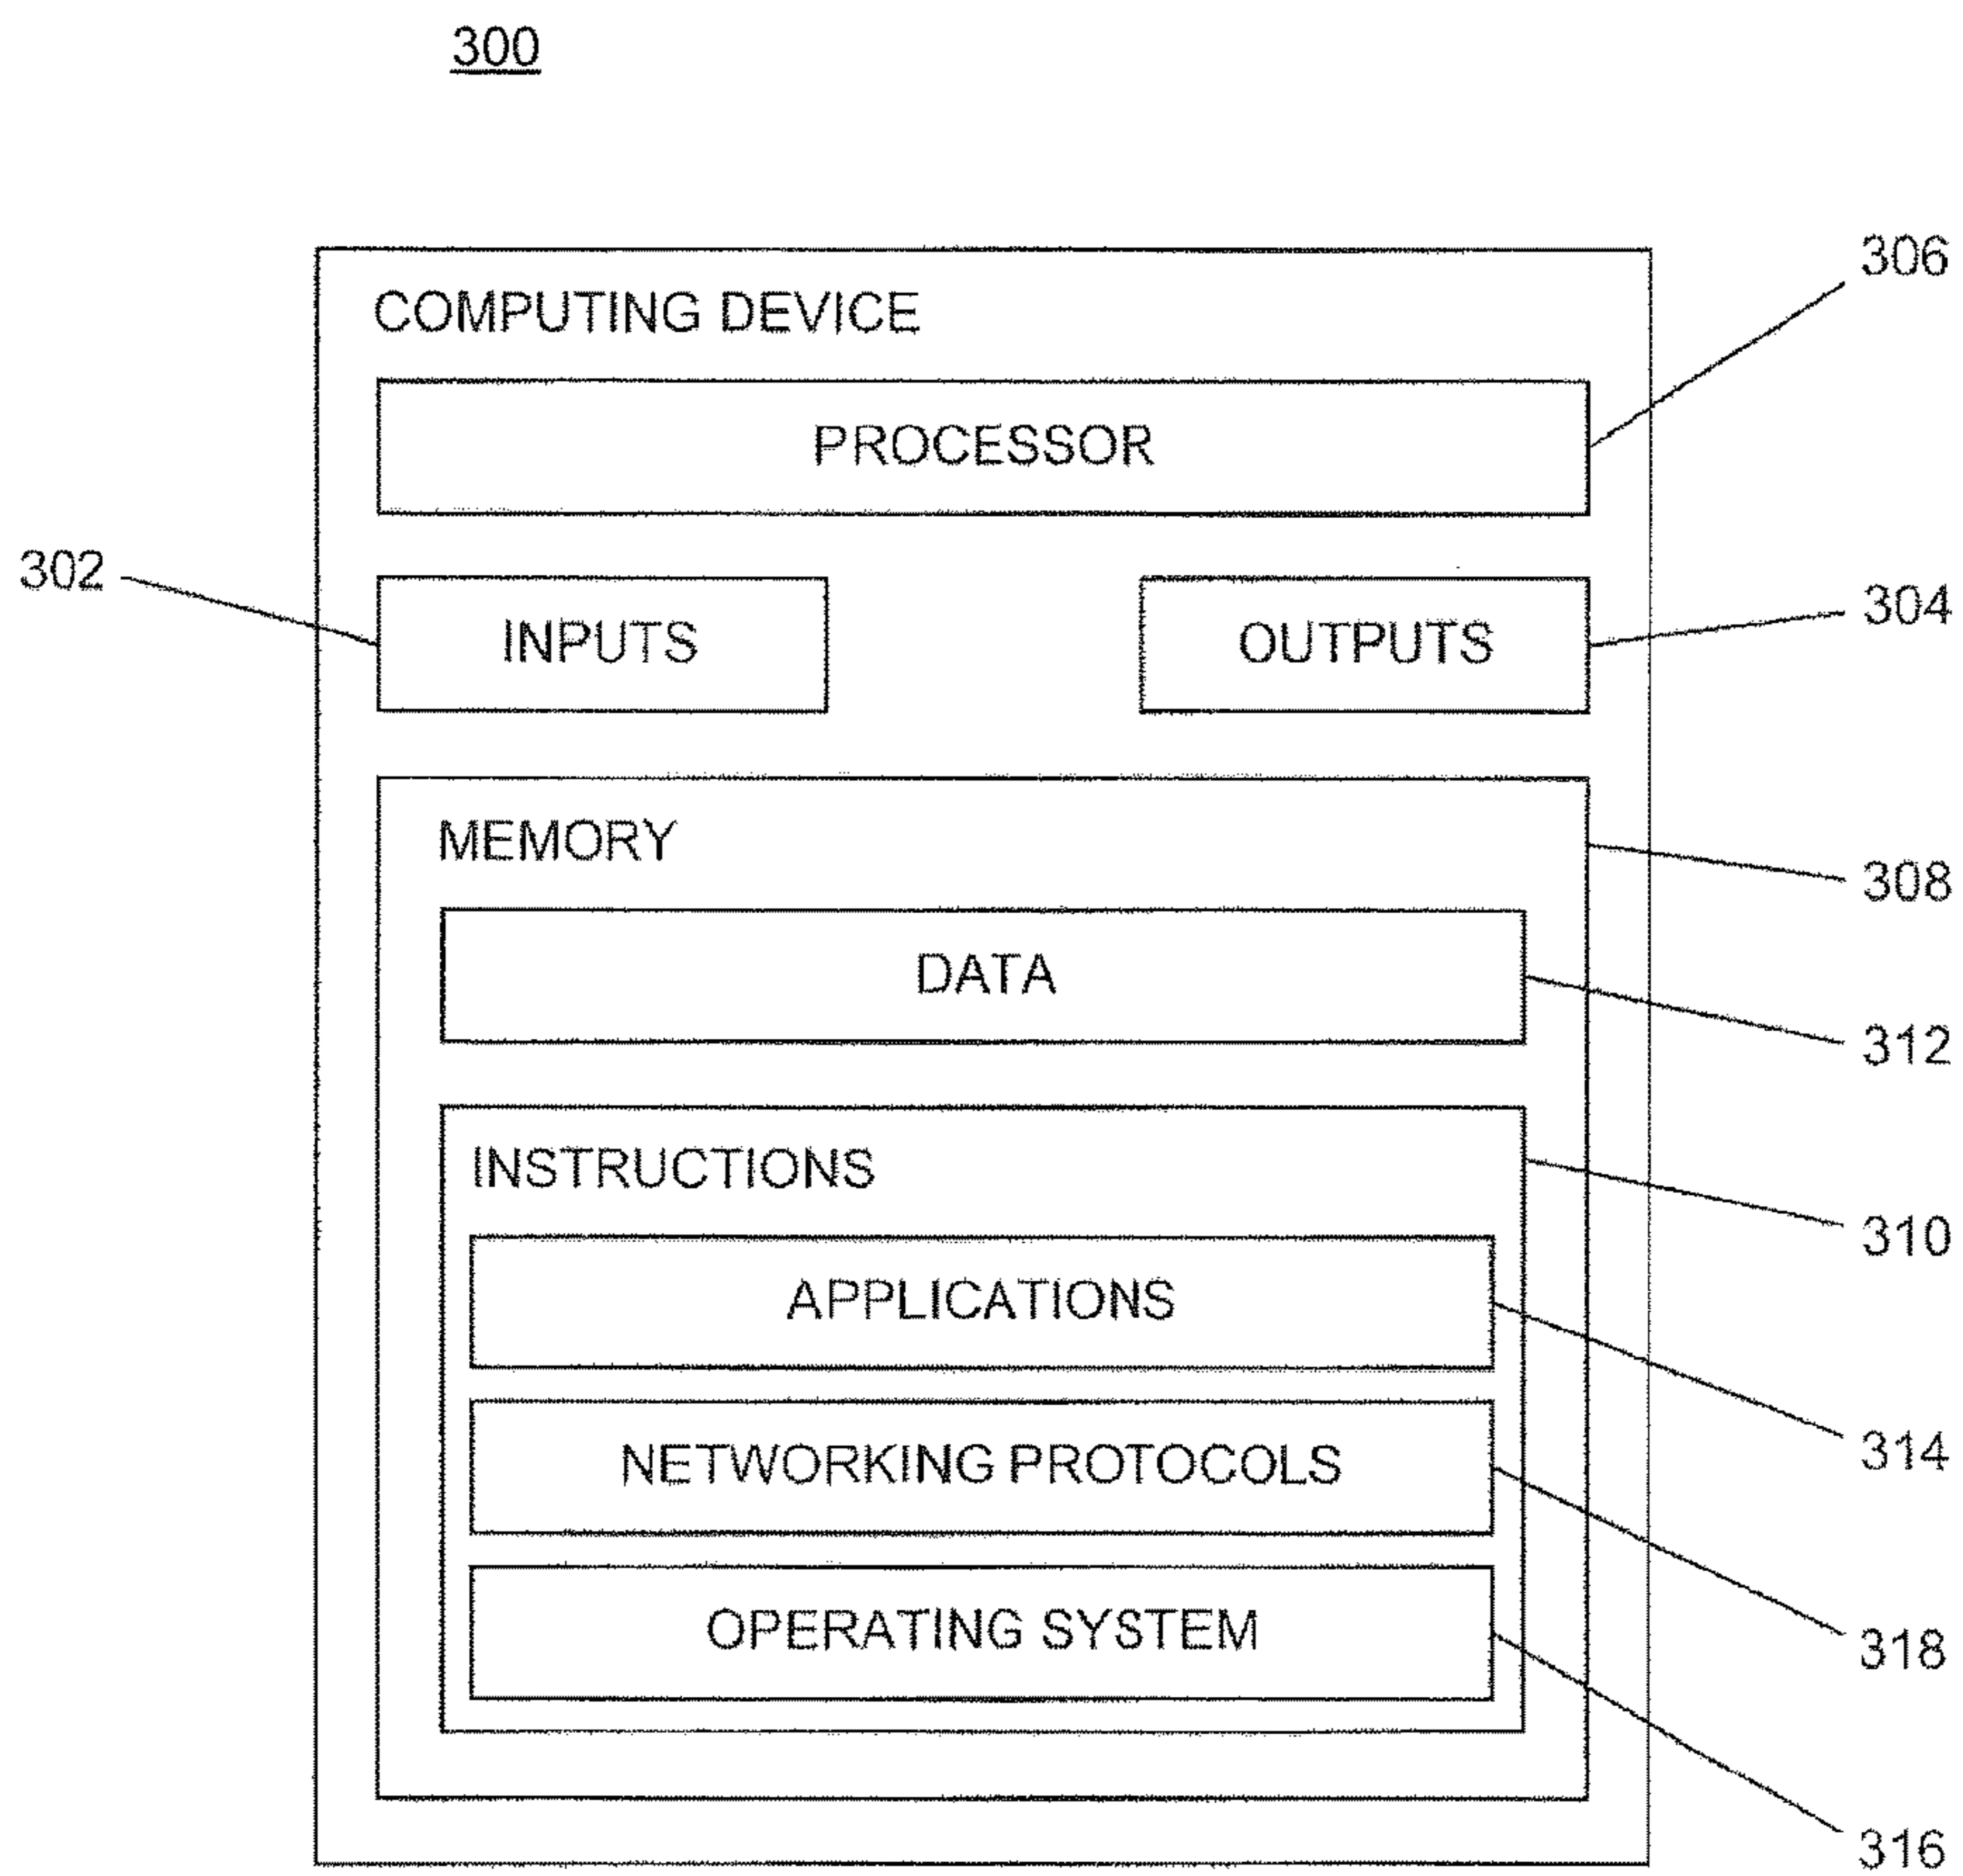 300
COMPUTING DEVICE
306
PROCESSOR
302
INPUTS
OUTPUTS
304
MEMORY
308
DATA
312
INSTRUCTIONS
310
APPLICATIONS
314
NETWORKING PROTOCOLS
318
OPERATING SYSTEM
316